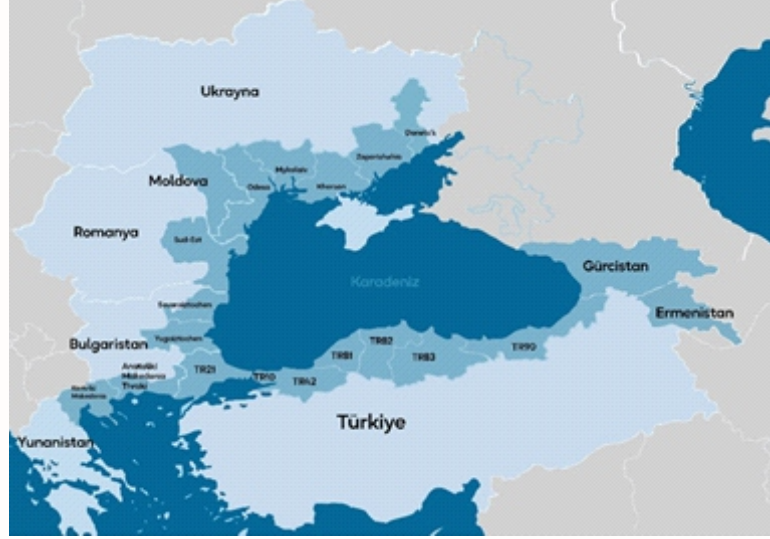 Ukrayna
Donetsk
Zaporizhzhia
Mykolaiv
Moldova
Odesa
Kherson
Romanya
Sud-Est
Gürcistan
Karadeniz
Severoiztochen
Ermenistan
Yugoiztochen
Bulgaristan
TR82
TR81
TR83
TR90
Anatoliki
Makedonia
Thraki
TR21
TR10
TR42
Kentriki
Makedonia
Türkiye
Yunanistan